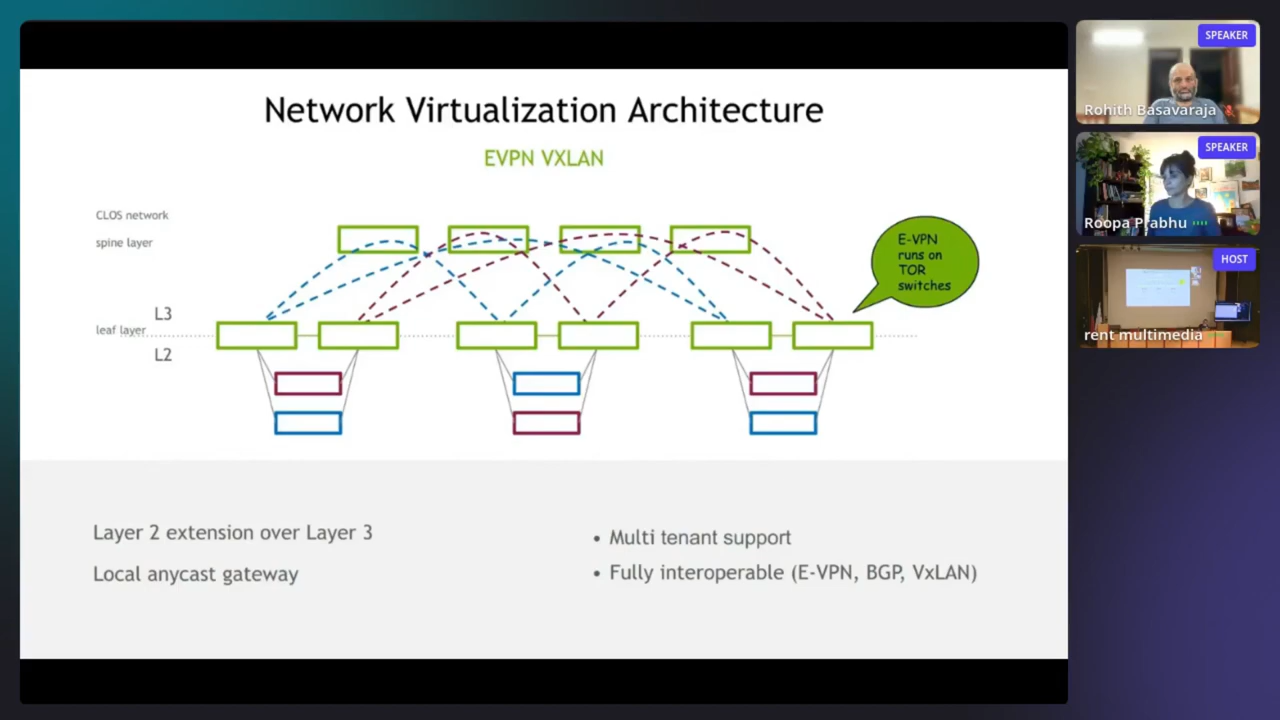 Network Virtualization Architecture
EVPN VXLAN
CLOS network
spine layer
L3
leaf layer
L2
E-VPN
runs on
TOR
switches
Layer 2 extension over Layer 3
Local anycast gateway
• Multi tenant support
• Fully interoperable (E-VPN, BGP, VxLAN)
SPEAKER
Rohith Basavaraja
SPEAKER
Roopa Prabhu
HOST
rent multimedia